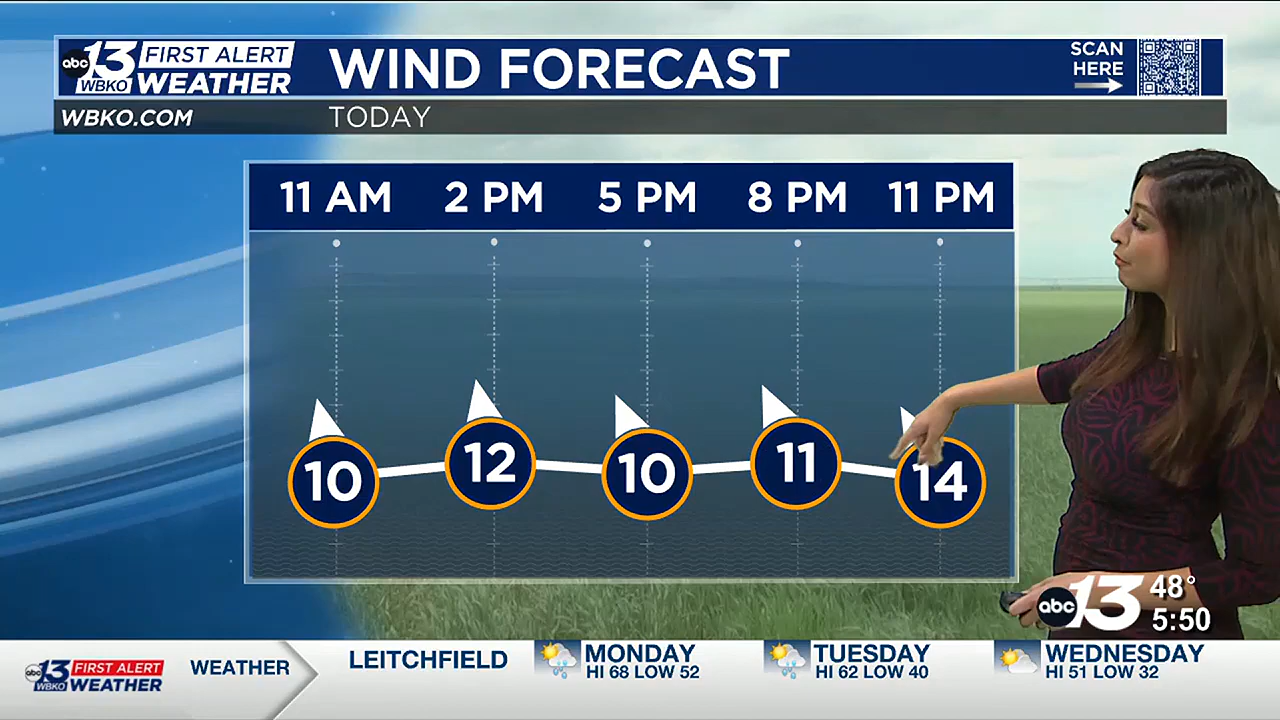 abc 13 WBKO FIRST ALERT WEATHER
WIND FORECAST
SCAN HERE
WBKO.COM
TODAY
11 AM 2 PM 5 PM 8 PM 11 PM
10 12 10 11 14
abc 13 48°
5:50
abc 13 WBKO FIRST ALERT WEATHER
WEATHER
LEITCHFIELD
MONDAY
HI 68 LOW 52
TUESDAY
HI 62 LOW 40
WEDNESDAY
HI 51 LOW 32